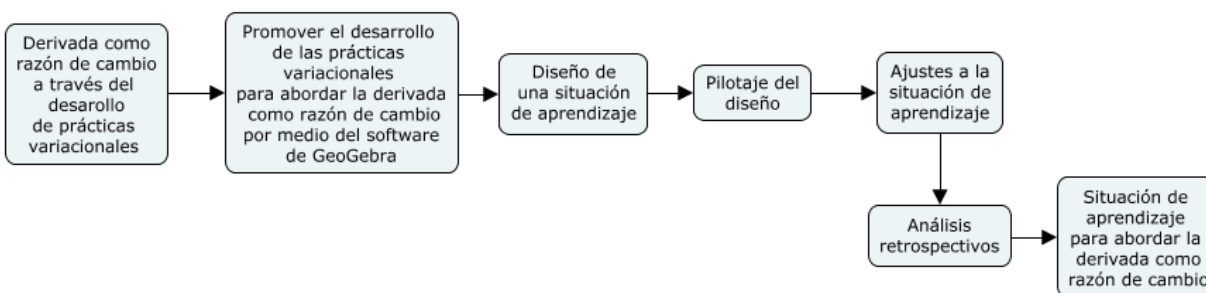 Derivada como
razón de cambio
a través del
desarollo
de prácticas
variacionales
Promover el desarrollo
de las prácticas
variacionales
para abordar la derivada
como razón de cambio
por medio del software
de GeoGebra
Diseño de
una situación
de aprendizaje
Pilotaje del
diseño
Ajustes a la
situación de
aprendizaje
Análisis
retrospectivos
Situación de
aprendizaje
para abordar la
derivada como
razón de cambio